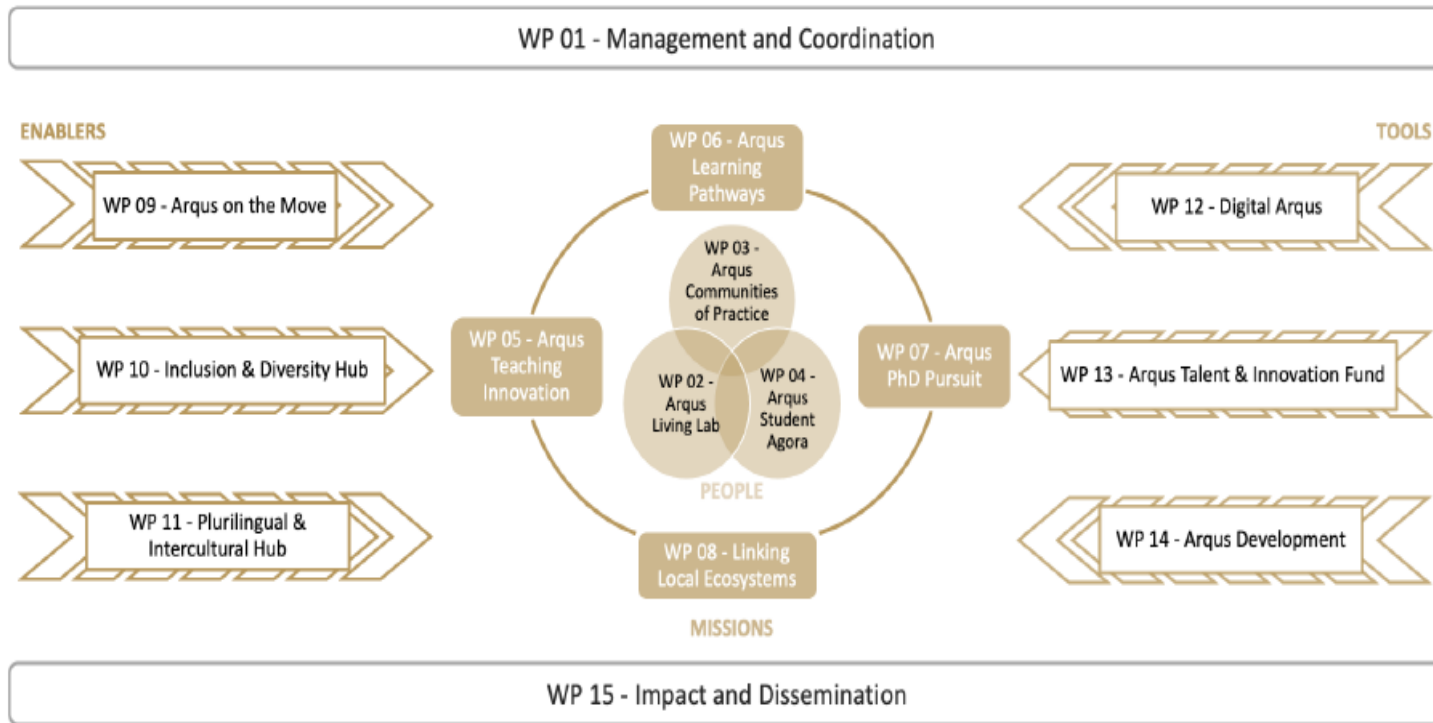 WP 01 - Management and Coordination
ENABLERS
TOOLS
WP 09 - Arqus on the Move
WP 10 - Inclusion & Diversity Hub
WP 11 - Plurilingual &
Intercultural Hub
WP 06 - Arqus
Learning
Pathways
WP 03 -
Arqus
Communities
of Practice
WP 05 - Arqus
Teaching
Innovation
WP 02 -
Arqus
Living Lab
WP 04 -
Arqus
Student
Agora
WP 07 - Arqus
PhD Pursuit
PEOPLE
WP 08 - Linking
Local Ecosystems
MISSIONS
WP 12 - Digital Arqus
WP 13 - Arqus Talent & Innovation Fund
WP 14 - Arqus Development
WP 15 - Impact and Dissemination